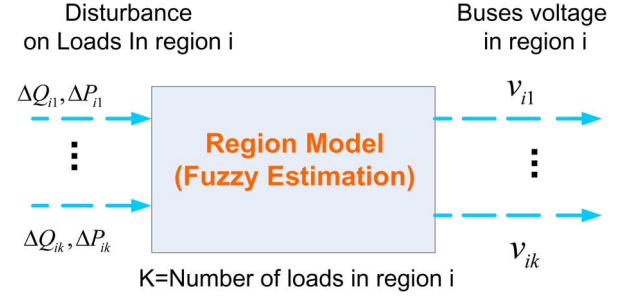 Disturbance
on Loads In region i
Buses voltage
in region i
ΔQi1,ΔPi1
vi1
Region Model
(Fuzzy Estimation)
ΔQik,ΔPik
vik
K=Number of loads in region i